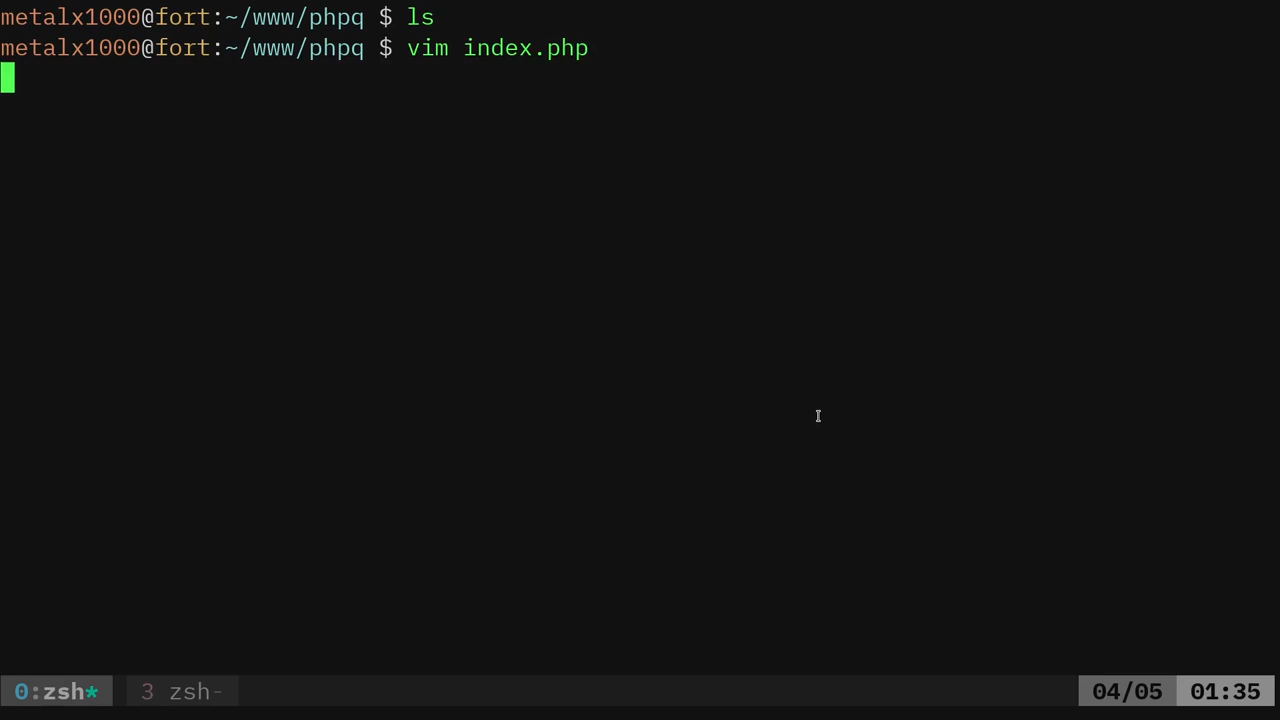 metalx1000@fort:~/www/phpq $ ls
metalx1000@fort:~/www/phpq $ vim index.php
0:zsh* 3 zsh- 04/05 01:35